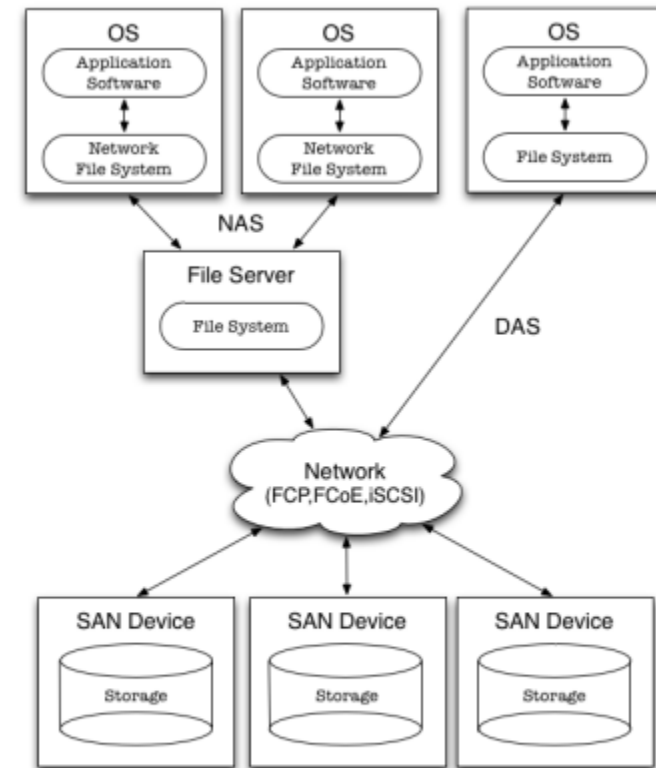 OS
Application
Software
Network
File System
OS
Application
Software
Network
File System
OS
Application
Software
File System
NAS
File Server
File System
DAS
Network
(FCP,FCoE,iSCSI)
SAN Device
Storage
SAN Device
Storage
SAN Device
Storage